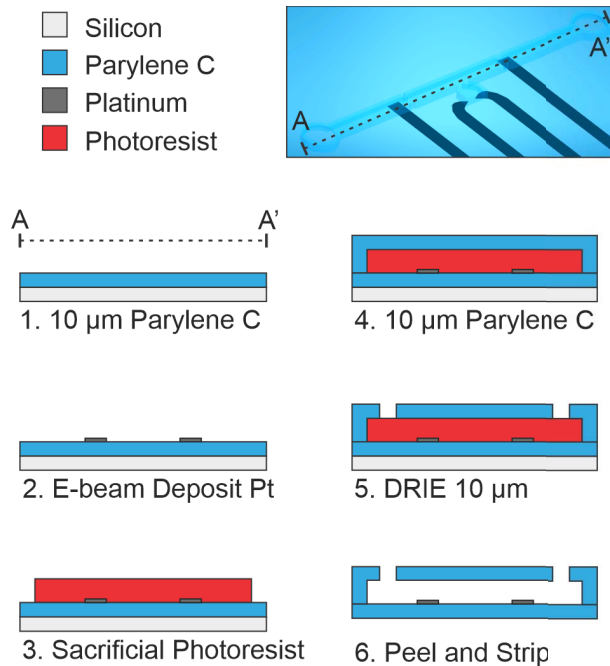 Silicon
Parylene C
Platinum
Photoresist
A
A'
A
A'
1. 10 µm Parylene C
2. E-beam Deposit Pt
3. Sacrificial Photoresist
4. 10 µm Parylene C
5. DRIE 10 µm
6. Peel and Strip